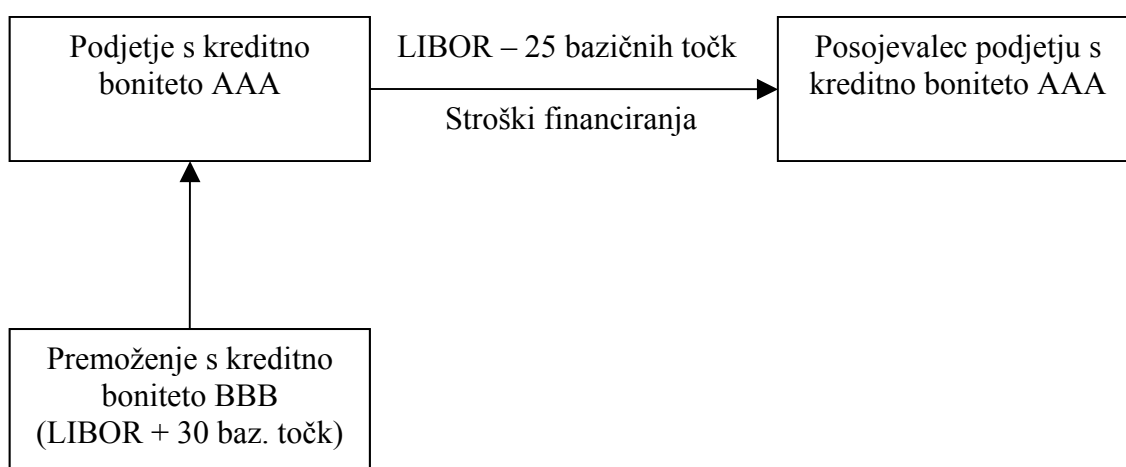 Podjetje s kreditno
boniteto AAA
LIBOR – 25 bazičnih točk
Stroški financiranja
Posojevalec podjetju s
kreditno boniteto AAA
Premoženje s kreditno
boniteto BBB
(LIBOR + 30 baz. točk)